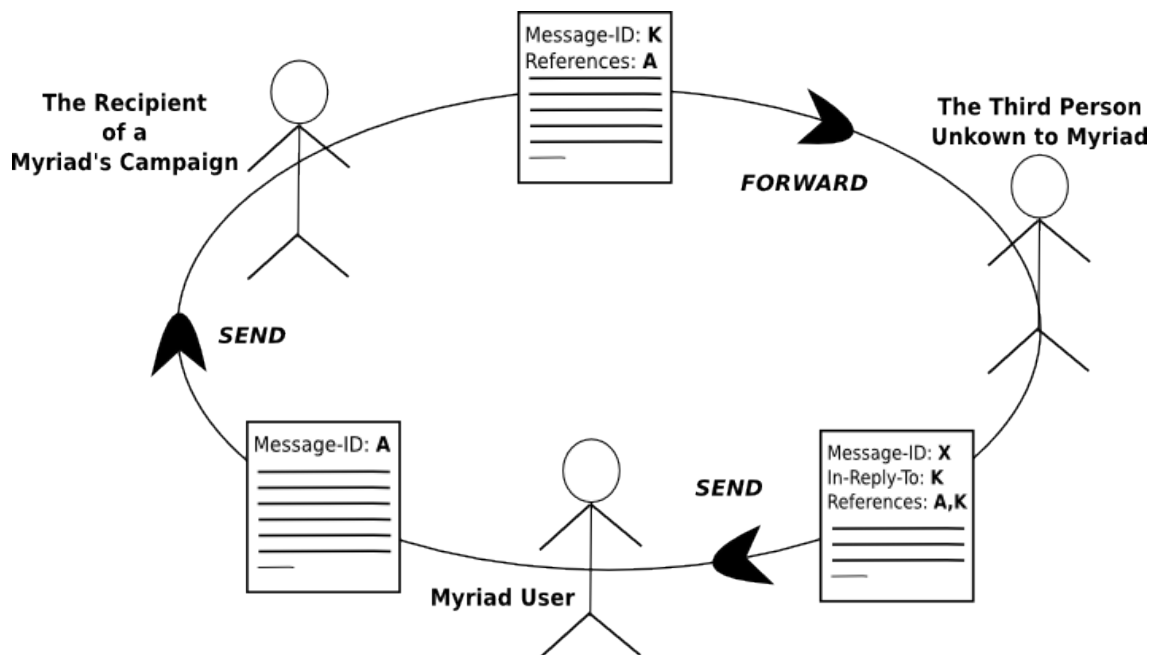 Message-ID: K
References: A
The Recipient
of a
Myriad's Campaign
The Third Person
Unkown to Myriad
FORWARD
SEND
Message-ID: A
Myriad User
SEND
Message-ID: X
In-Reply-To: K
References: A,K